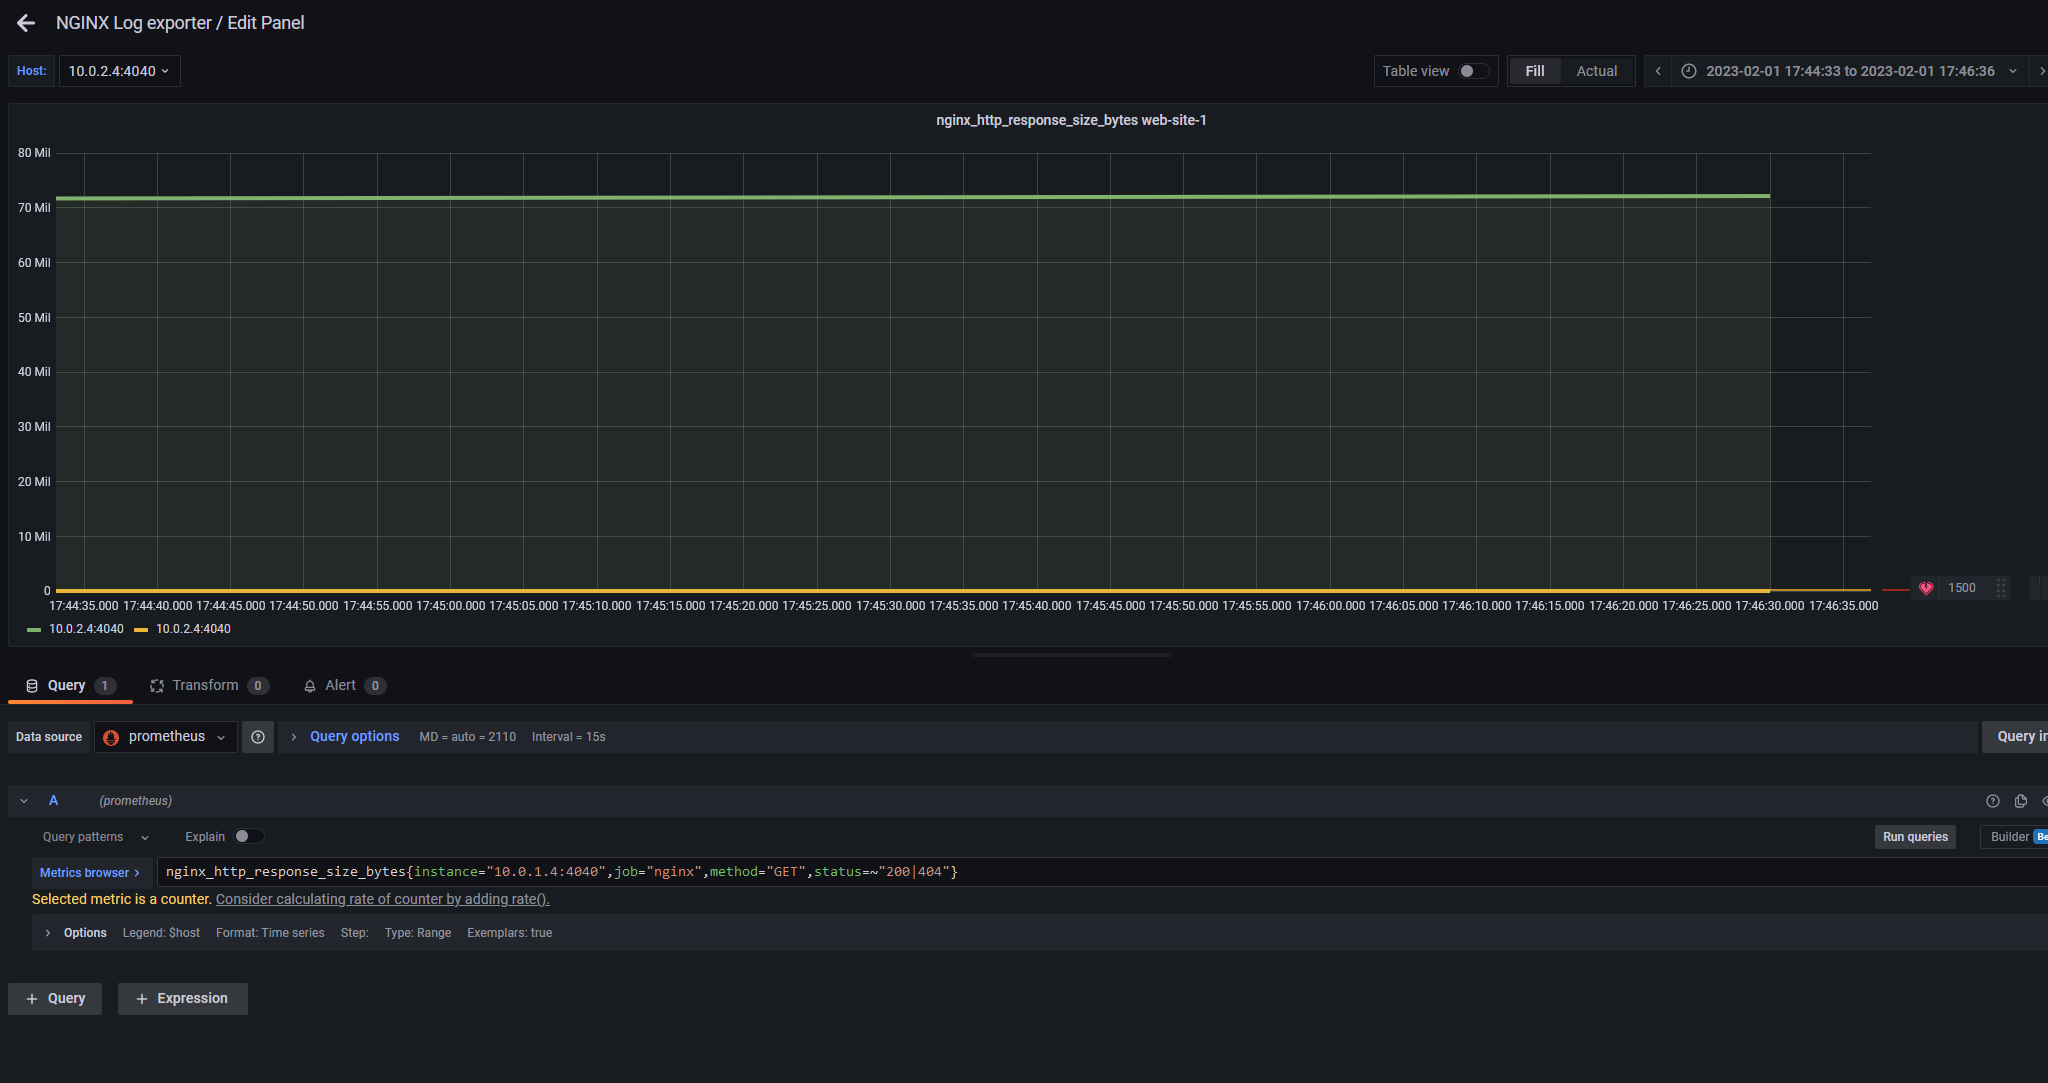 NGINX Log exporter / Edit Panel
Host: 10.0.2.4:4040 Table view Fill Actual 2023-02-01 17:44:33 to 2023-02-01 17:46:36
nginx_http_response_size_bytes web-site-1
80 Mil
70 Mil
60 Mil
50 Mil
40 Mil
30 Mil
20 Mil
10 Mil
0
1500
17:44:35.000 17:44:40.000 17:44:45.000 17:44:50.000 17:44:55.000 17:45:00.000 17:45:05.000 17:45:10.000 17:45:15.000 17:45:20.000 17:45:25.000 17:45:30.000 17:45:35.000 17:45:40.000 17:45:45.000 17:45:50.000 17:45:55.000 17:46:00.000 17:46:05.000 17:46:10.000 17:46:15.000 17:46:20.000 17:46:25.000 17:46:30.000 17:46:35.000
10.0.2.4:4040 10.0.2.4:4040
Query 1 Transform 0 Alert 0
Data source prometheus Query options MD = auto = 2110 Interval = 15s Query in
A (prometheus)
Query patterns Explain Run queries Builder Be
Metrics browser > nginx_http_response_size_bytes{instance="10.0.1.4:4040",job="nginx",method="GET",status=~"200|404"}
Selected metric is a counter. Consider calculating rate of counter by adding rate().
Options Legend: $host Format: Time series Step: Type: Range Exemplars: true
+ Query + Expression